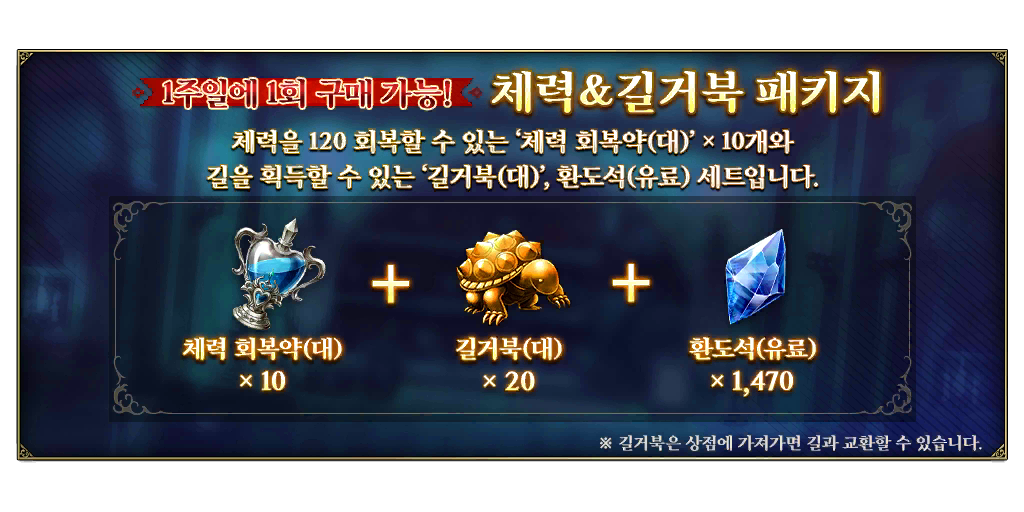 1주일에 1회 구매 가능! 체력&길거북 패키지
체력을 120 회복할 수 있는 ‘체력 회복약(대)’ × 10개와
길을 획득할 수 있는 ‘길거북(대)’, 환도석(유료) 세트입니다.
체력 회복약(대) + 길거북(대) + 환도석(유료)
× 10 × 20 × 1,470
※ 길거북은 상점에 가져가면 길과 교환할 수 있습니다.